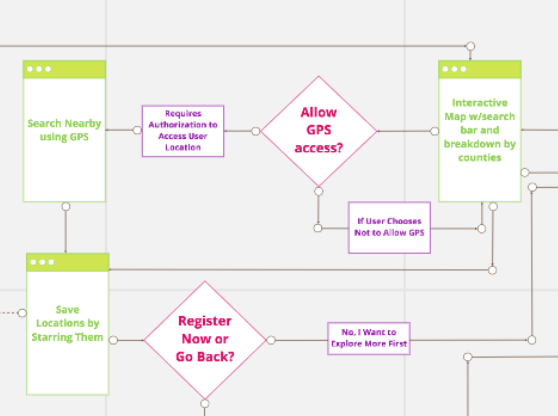 Search Nearby
using GPS
Requires
Authorization to
Access User
Location
Allow
GPS
access?
Interactive
Map w/search
bar and
breakdown by
counties
If User Chooses
Not to Allow GPS
Save
Locations by
Starring Them
Register
Now or
Go Back?
No, I Want to
Explore More First